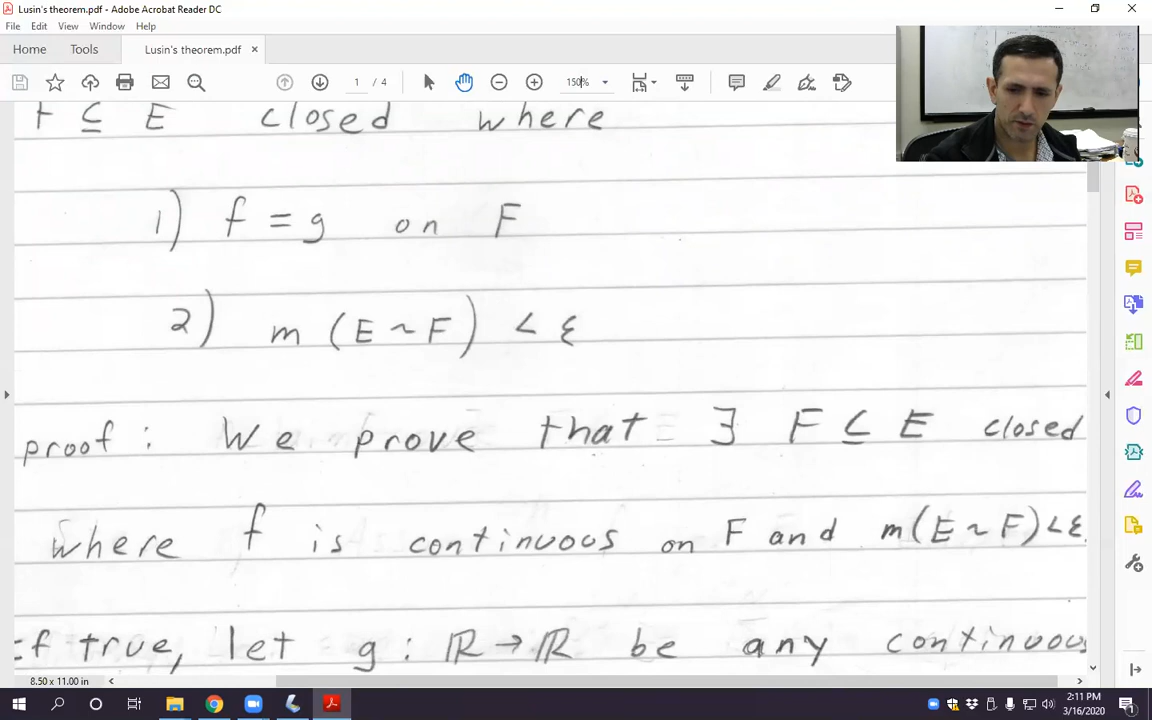 Lusin's theorem.pdf - Adobe Acrobat Reader DC
File Edit View Window Help
Home Tools Lusin's theorem.pdf ×
1 / 4 150%
F ⊆ E closed where
1) f = g on F
2) m (E ~ F) < ε
proof : We prove that ∃ F ⊆ E closed
where f is continuous on F and m(E ~ F) < ε
If true, let g : ℝ → ℝ be any continuous
8.50 x 11.00 in
2:11 PM
3/16/2020